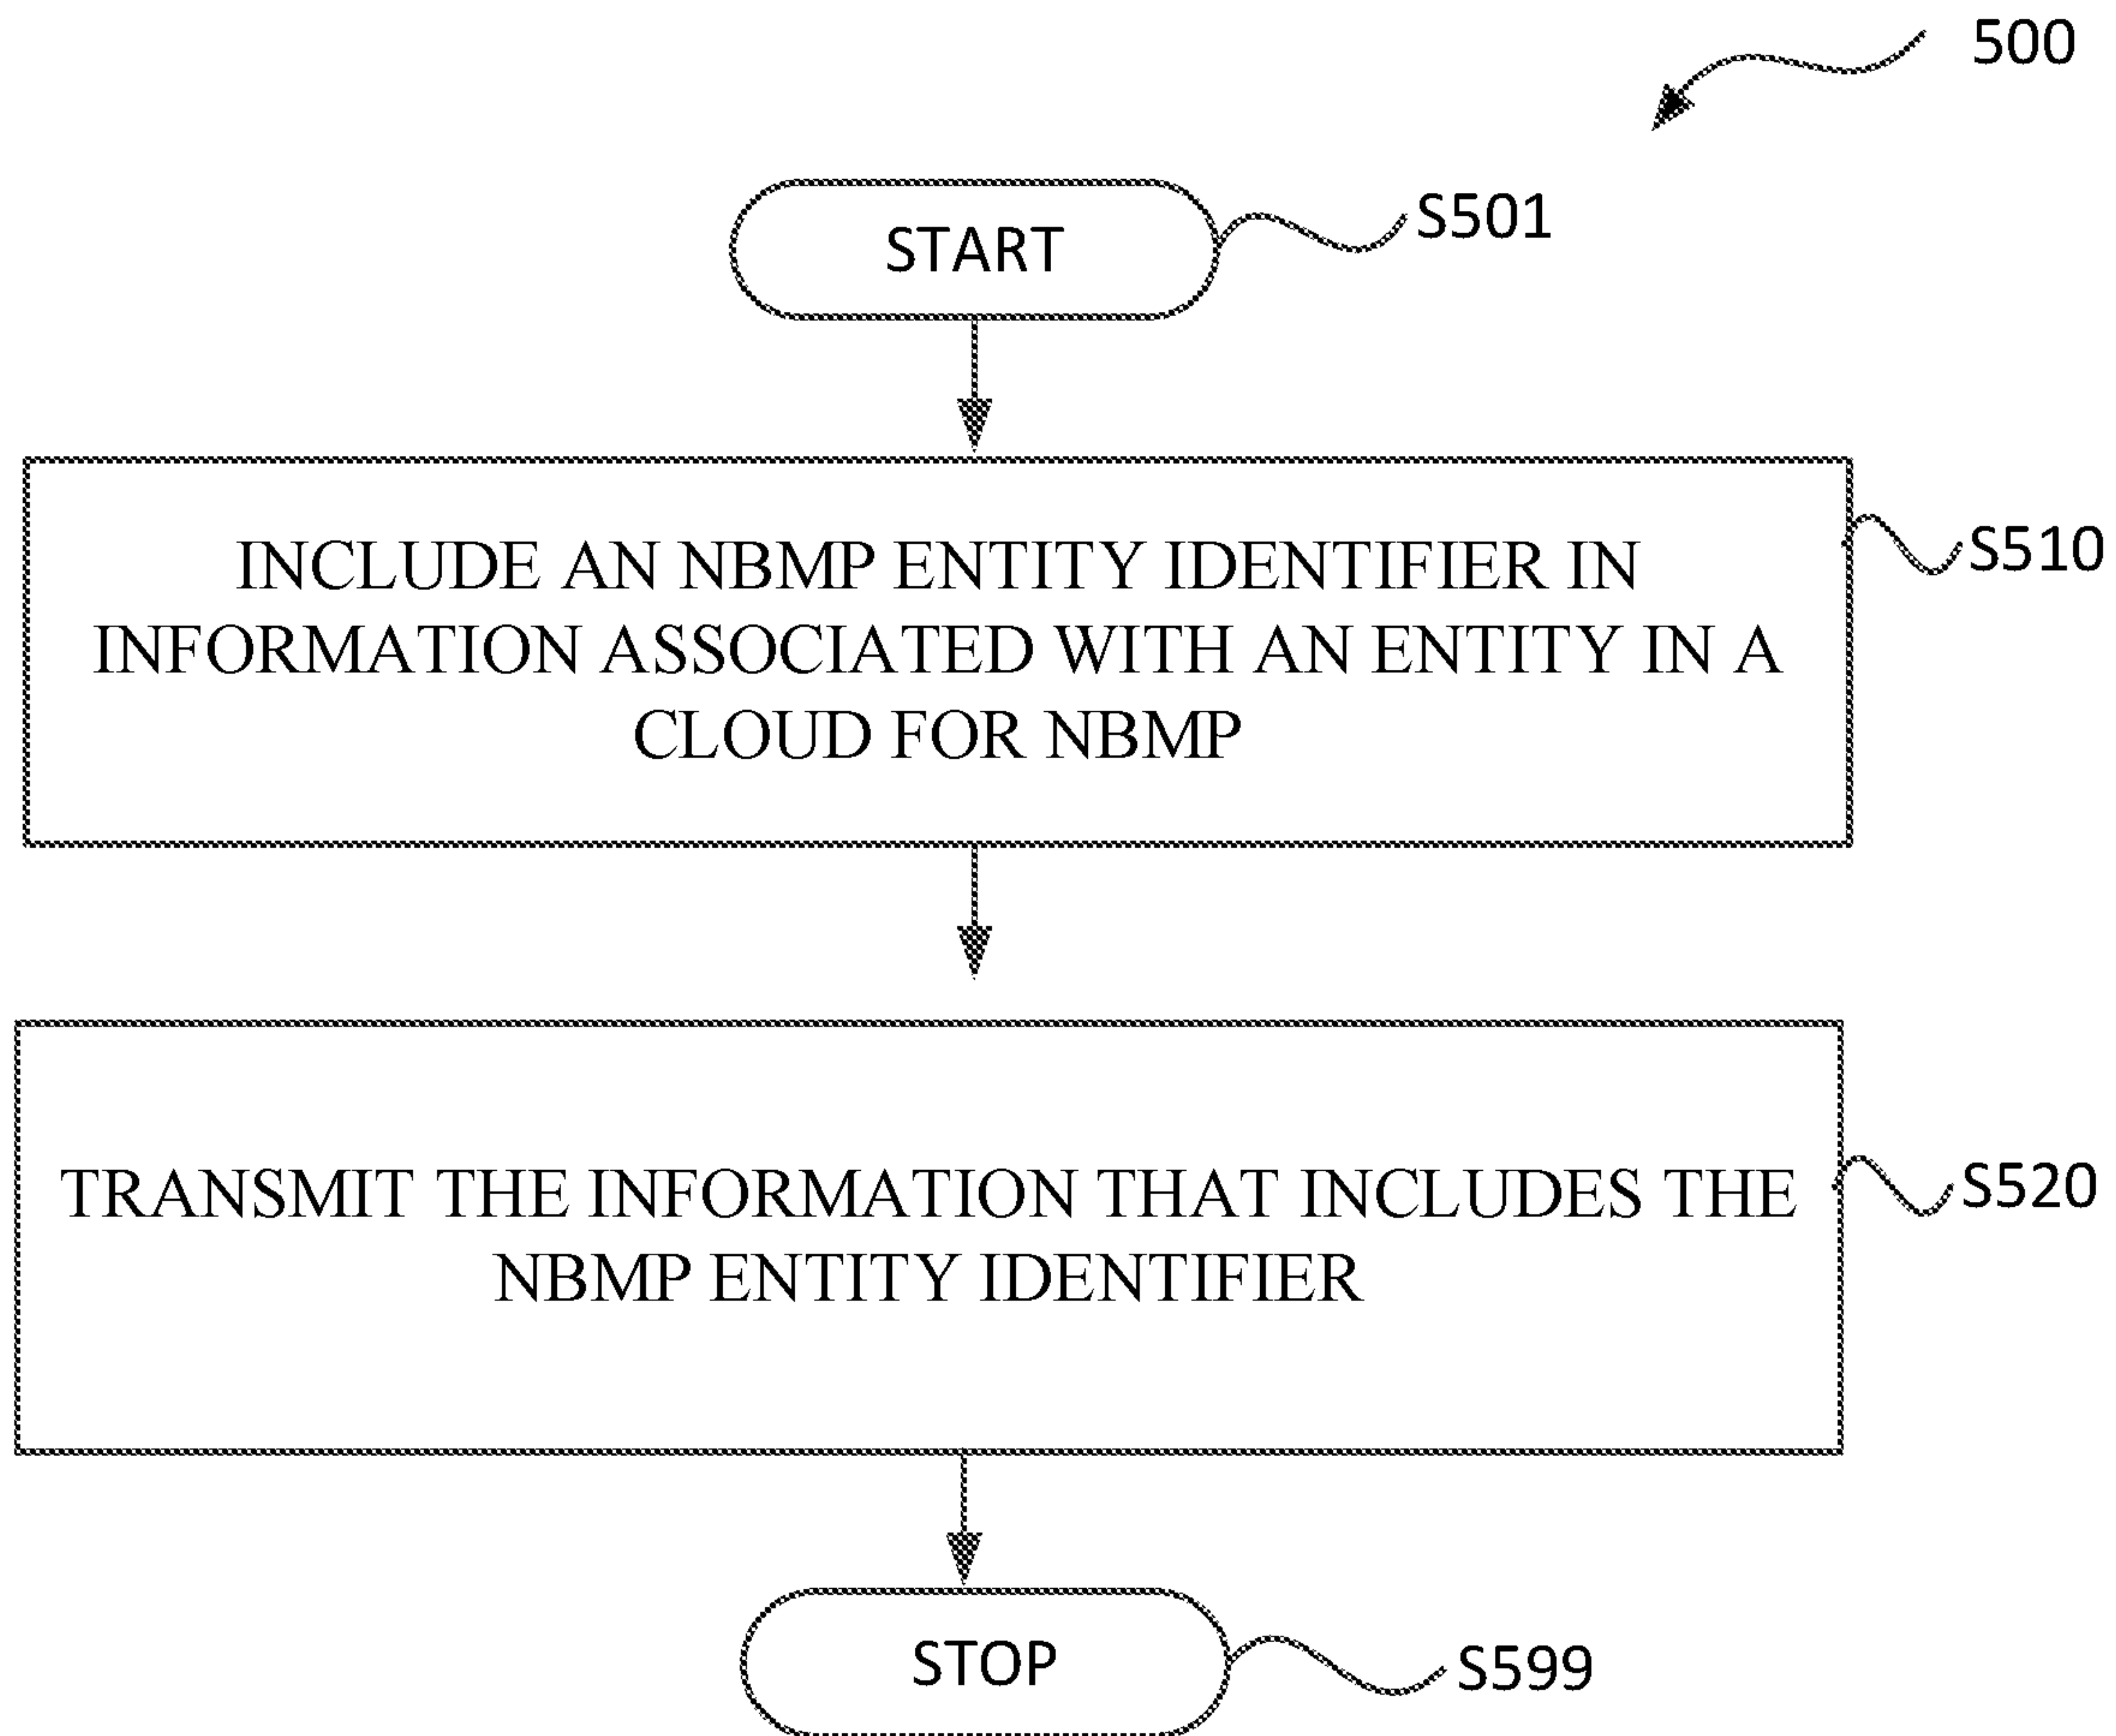 500
START
S501
INCLUDE AN NBMP ENTITY IDENTIFIER IN
INFORMATION ASSOCIATED WITH AN ENTITY IN A
CLOUD FOR NBMP
S510
TRANSMIT THE INFORMATION THAT INCLUDES THE
NBMP ENTITY IDENTIFIER
S520
STOP
S599